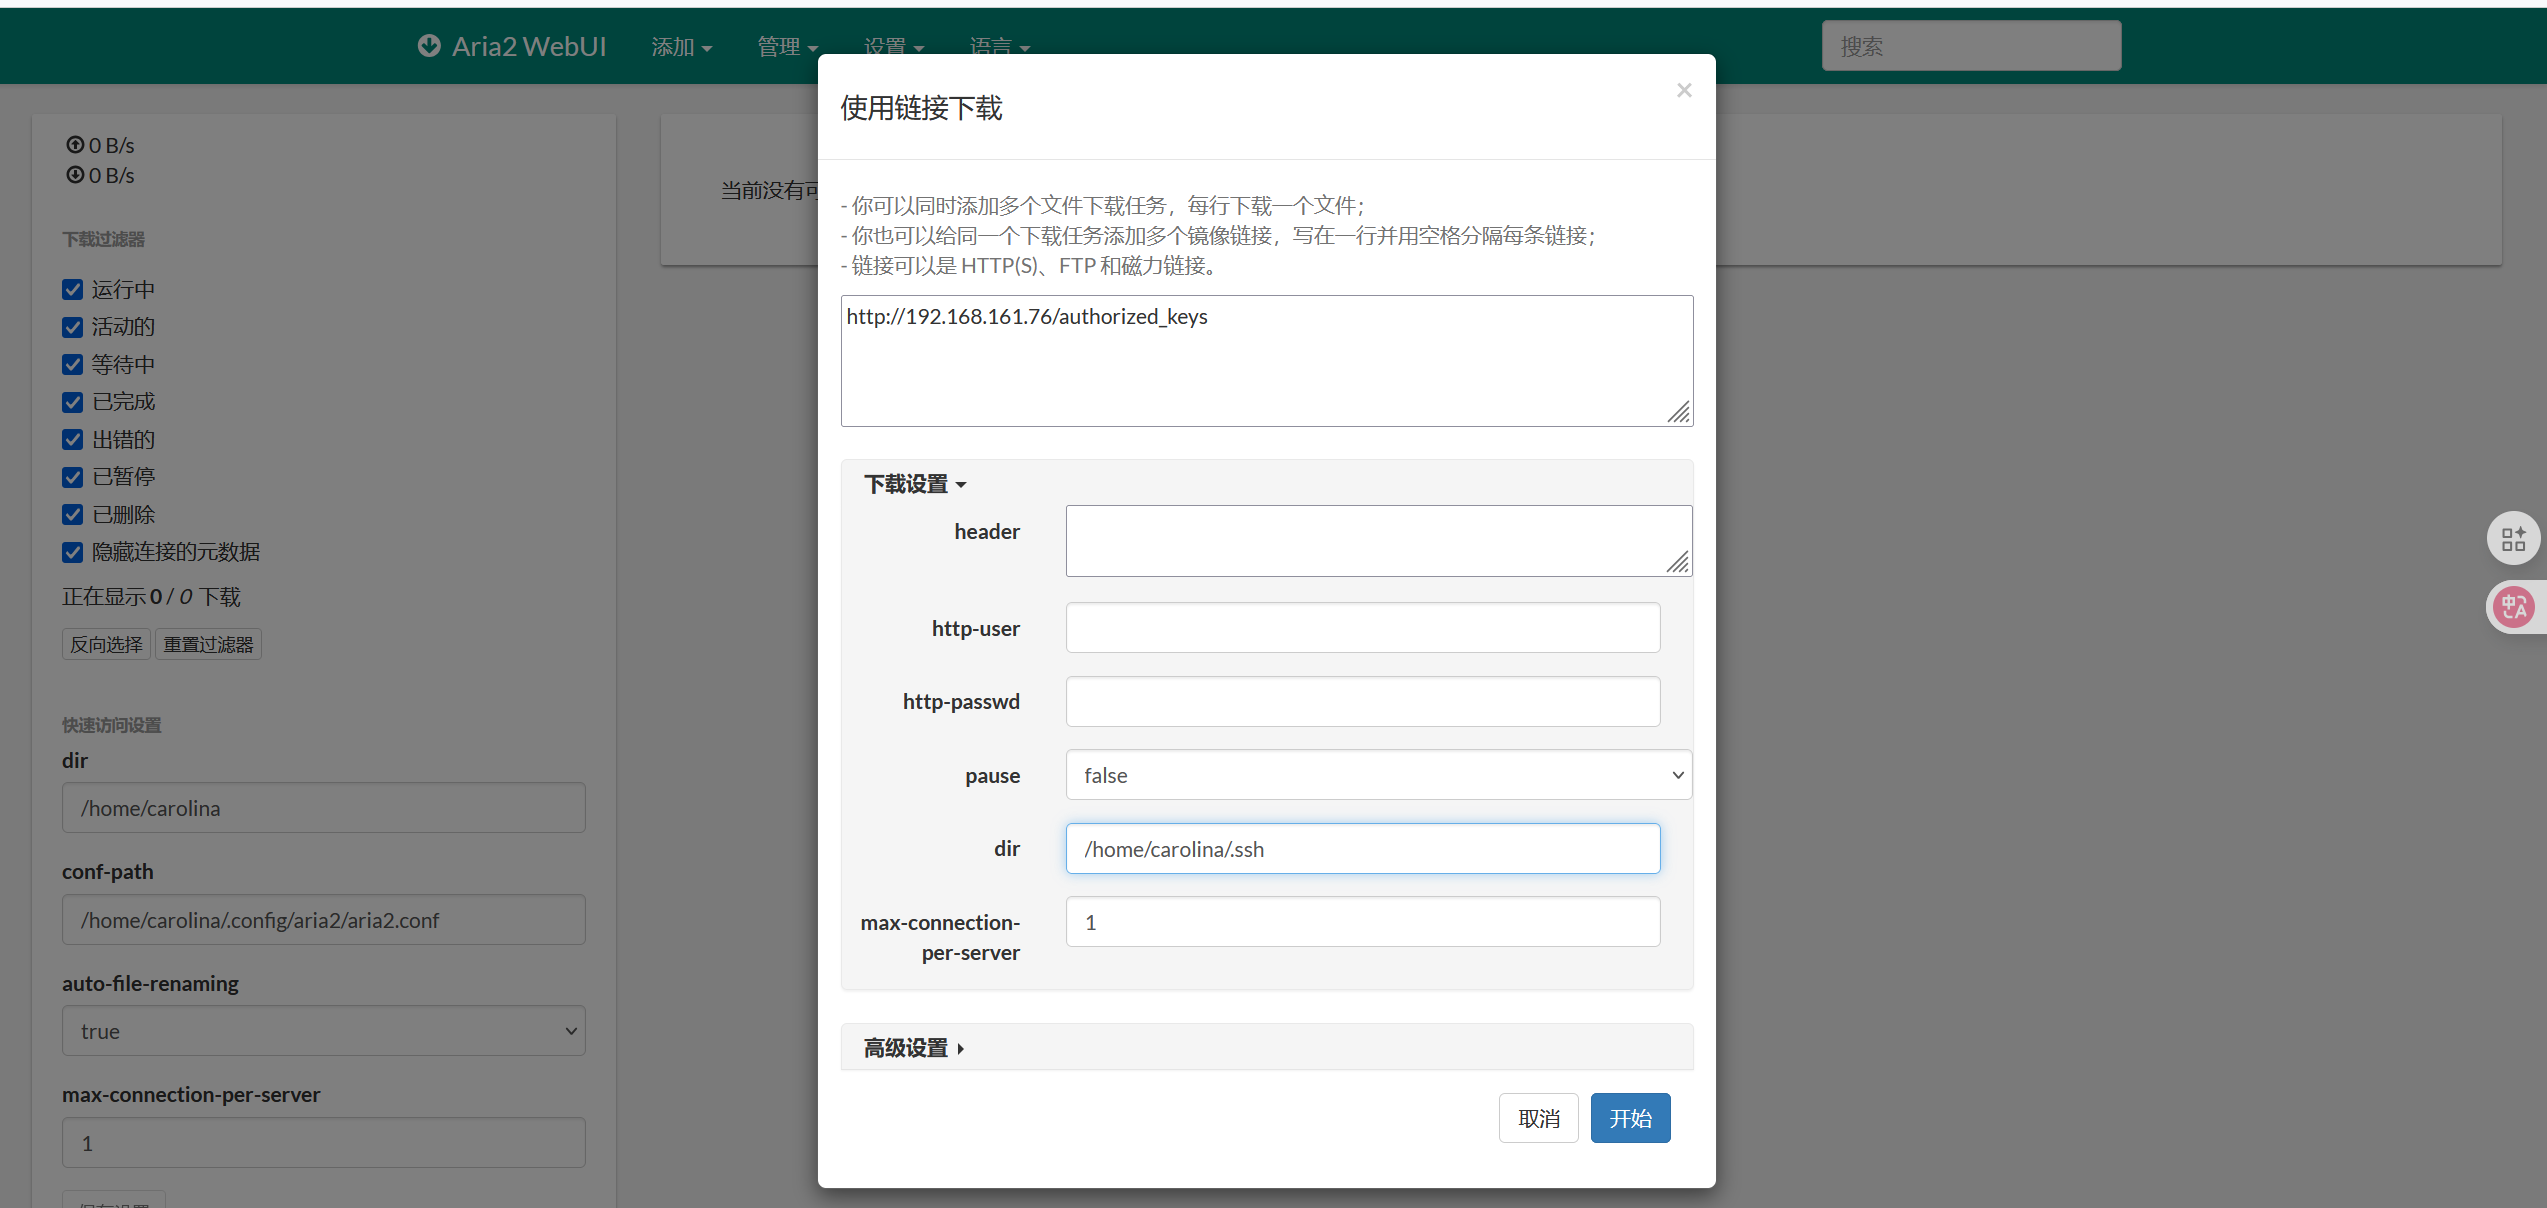 Aria2 WebUI 添加 管理 设置 语言 搜索
0 B/s
0 B/s
下载过滤器
运行中
活动的
等待中
已完成
出错的
已暂停
已删除
隐藏连接的元数据
正在显示 0 / 0 下载
反向选择 重置过滤器
快速访问设置
dir
/home/carolina
conf-path
/home/carolina/.config/aria2/aria2.conf
auto-file-renaming
true
max-connection-per-server
1
当前没有可
使用链接下载
×
- 你可以同时添加多个文件下载任务，每行下载一个文件；
- 你也可以给同一个下载任务添加多个镜像链接，写在一行并用空格分隔每条链接；
- 链接可以是 HTTP(S)、FTP 和磁力链接。
http://192.168.161.76/authorized_keys
下载设置
header
http-user
http-passwd
pause false
dir /home/carolina/.ssh
max-connection- 1
per-server
高级设置
取消 开始
中A